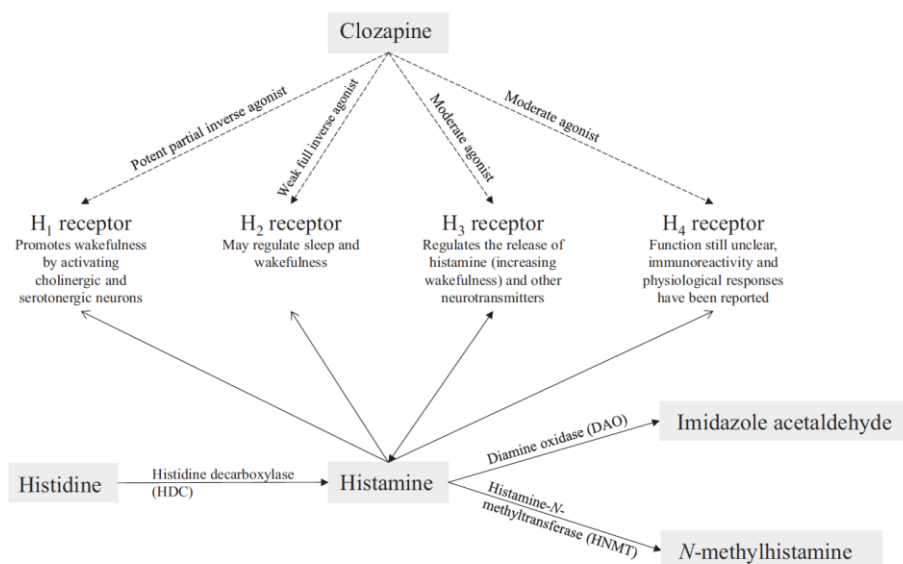 Clozapine
Potent partial inverse agonist
Weak full inverse agonist
Moderate agonist
Moderate agonist
H₁ receptor
Promotes wakefulness
by activating
cholinergic and
serotonergic neurons
H₂ receptor
May regulate sleep and
wakefulness
H₃ receptor
Regulates the release of
histamine (increasing
wakefulness) and other
neurotransmitters
H₄ receptor
Function still unclear,
immunoreactivity and
physiological responses
have been reported
Histidine
Histidine decarboxylase
(HDC)
Histamine
Diamine oxidase (DAO)
Imidazole acetaldehyde
Histamine-N-
methyltransferase (HNMT)
N-methylhistamine